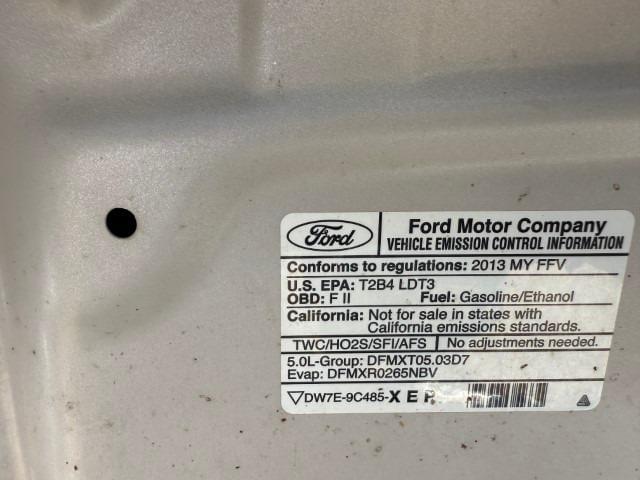 Ford
Ford Motor Company
VEHICLE EMISSION CONTROL INFORMATION
Conforms to regulations: 2013 MY FFV
U.S. EPA: T2B4 LDT3
OBD: F II Fuel: Gasoline/Ethanol
California: Not for sale in states with
California emissions standards.
TWC/HO2S/SFI/AFS No adjustments needed.
5.0L-Group: DFMXT05.03D7
Evap: DFMXR0265NBV
DW7E-9C485-X E